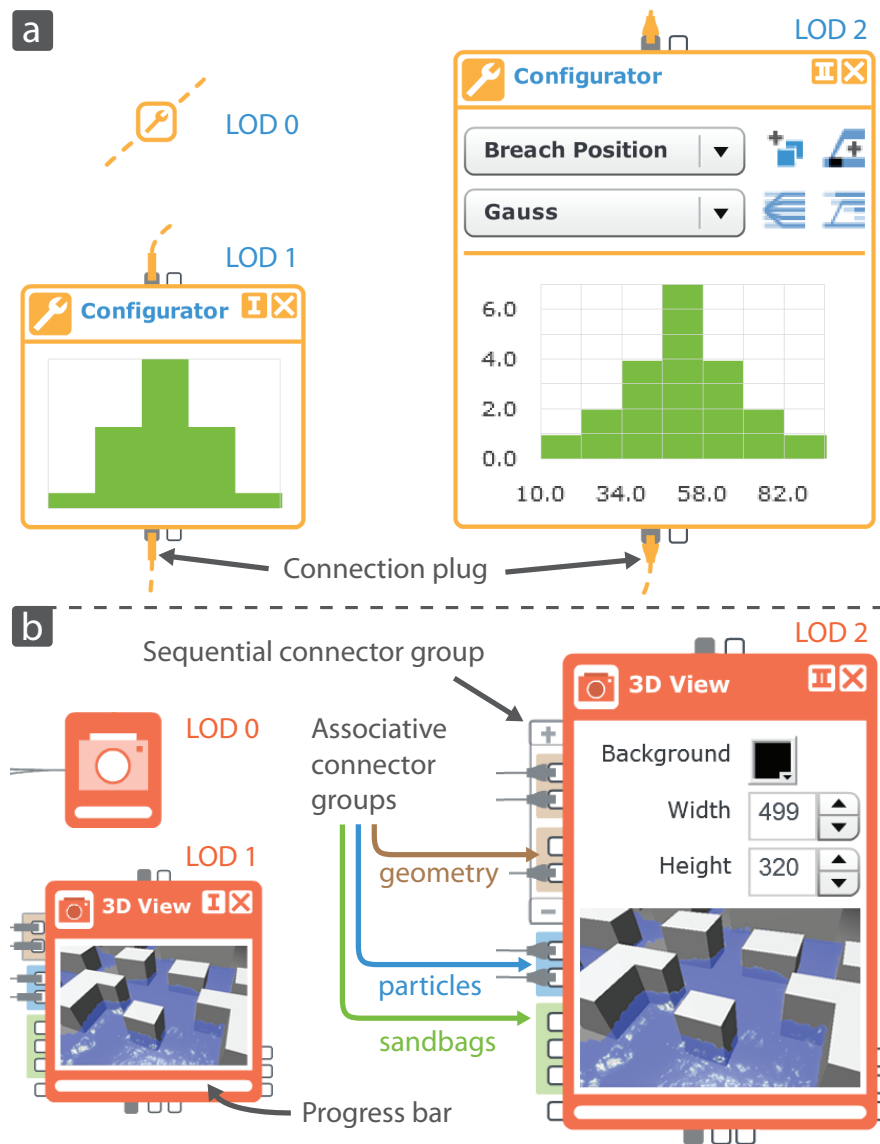 a
LOD 0
LOD 1
Configurator
I
LOD 2
Configurator
II
Breach Position
Gauss
6.0
4.0
2.0
0.0
10.0 34.0 58.0 82.0
Connection plug
b
Sequential connector group
LOD 0
Associative
connector
groups
geometry
particles
sandbags
LOD 1
3D View
I
Progress bar
LOD 2
3D View
II
Background
Width 499
Height 320